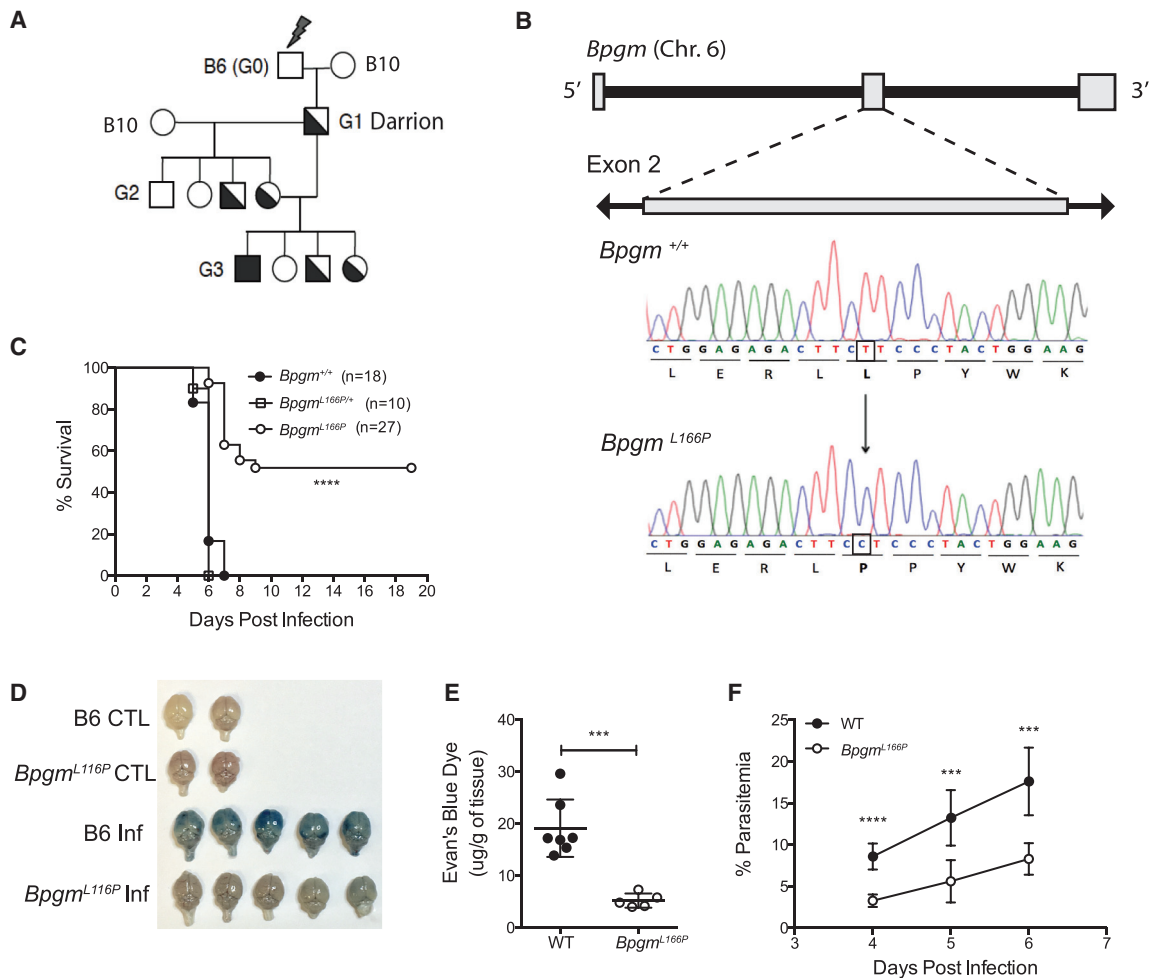 A
B6 (G0)
B10
B10
G1 Darrion
G2
G3
B
Bpgm (Chr. 6)
5′
3′
Exon 2
Bpgm +/+
C T G G A G A G A C T T C T T C C C T A C T G G A A G
L E R L L P Y W K
Bpgm L166P
C T G G A G A G A C T T C C T C C C T A C T G G A A G
L E R L P P Y W K
C
% Survival
100
80
60
40
20
0
Bpgm+/+ (n=18)
BpgmL166P/+ (n=10)
BpgmL166P (n=27)
****
0 2 4 6 8 10 12 14 16 18 20
Days Post Infection
D
B6 CTL
BpgmL116P CTL
B6 Inf
BpgmL116P Inf
E
Evan's Blue Dye
(ug/g of tissue)
40
30
20
10
0
***
WT BpgmL166P
F
% Parasitemia
25
20
15
10
5
0
WT
BpgmL166P
****
***
***
3 4 5 6 7
Days Post Infection